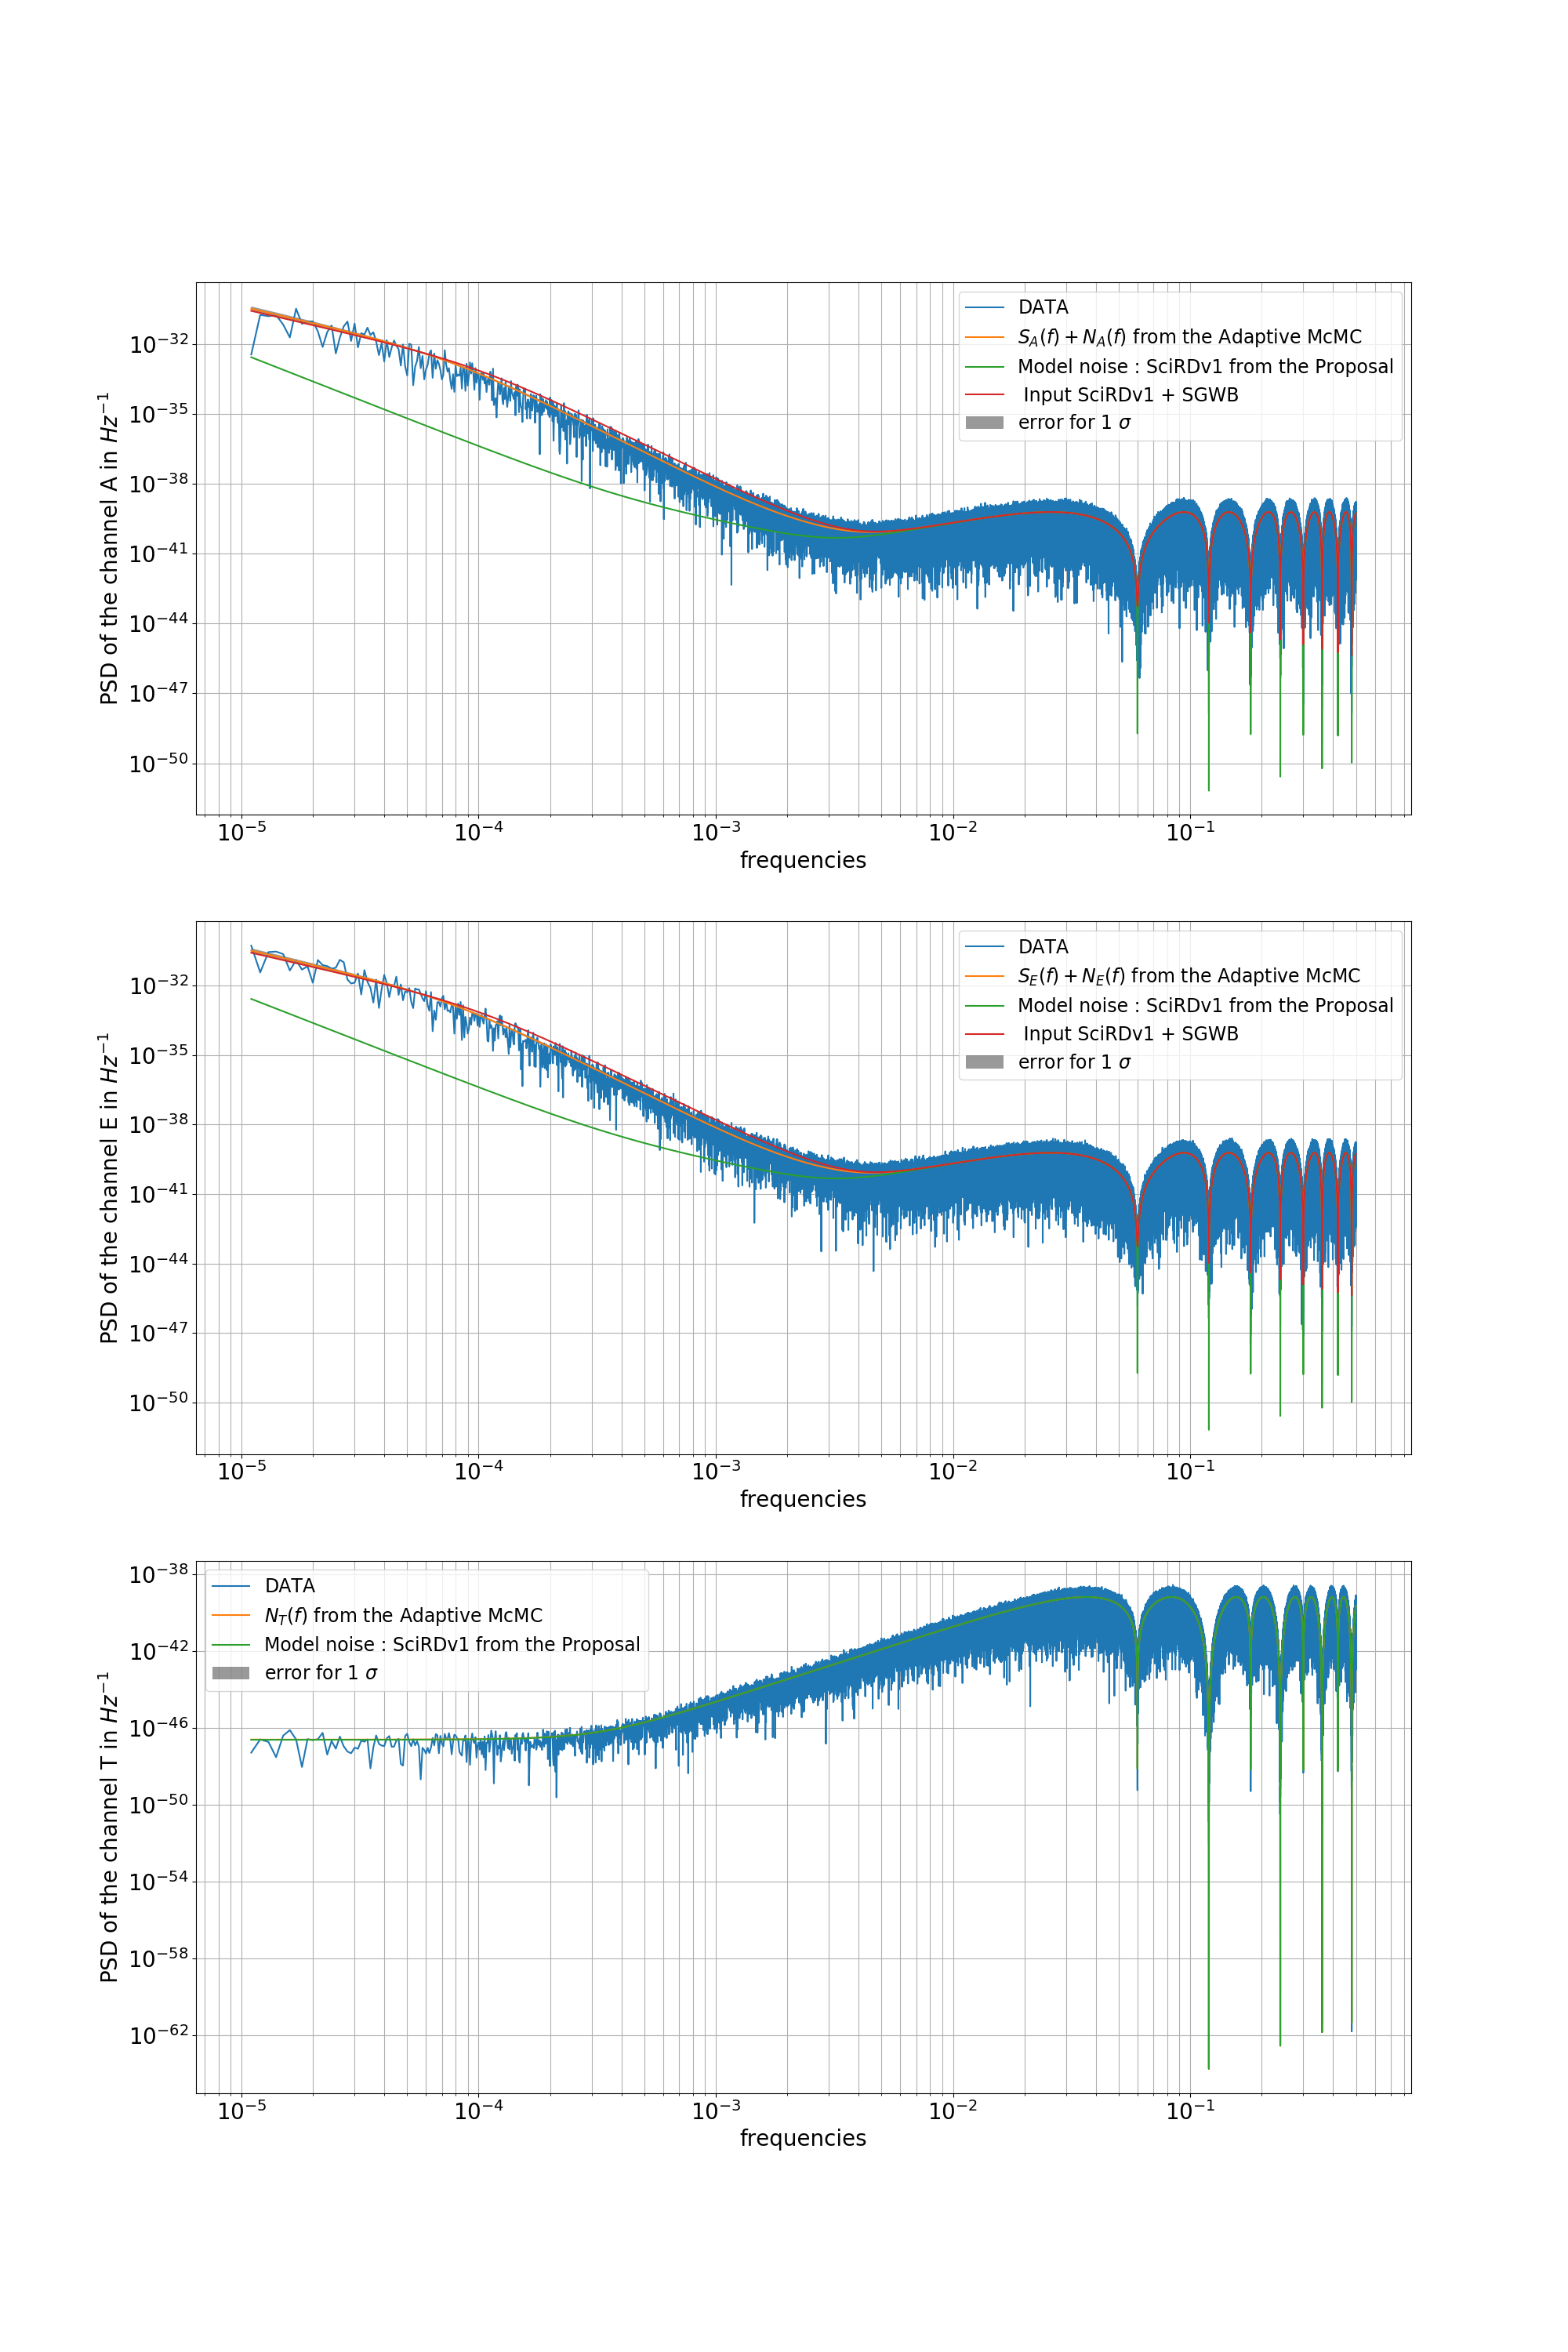 PSD of the channel A in $Hz^{-1}$
$10^{-32}$
$10^{-35}$
$10^{-38}$
$10^{-41}$
$10^{-44}$
$10^{-47}$
$10^{-50}$
DATA
$S_A(f) + N_A(f)$ from the Adaptive McMC
Model noise : SciRDv1 from the Proposal
Input SciRDv1 + SGWB
error for 1 $\sigma$
$10^{-5}$ $10^{-4}$ $10^{-3}$ $10^{-2}$ $10^{-1}$
frequencies
PSD of the channel E in $Hz^{-1}$
$10^{-32}$
$10^{-35}$
$10^{-38}$
$10^{-41}$
$10^{-44}$
$10^{-47}$
$10^{-50}$
DATA
$S_E(f) + N_E(f)$ from the Adaptive McMC
Model noise : SciRDv1 from the Proposal
Input SciRDv1 + SGWB
error for 1 $\sigma$
$10^{-5}$ $10^{-4}$ $10^{-3}$ $10^{-2}$ $10^{-1}$
frequencies
PSD of the channel T in $Hz^{-1}$
$10^{-38}$
$10^{-42}$
$10^{-46}$
$10^{-50}$
$10^{-54}$
$10^{-58}$
$10^{-62}$
DATA
$N_T(f)$ from the Adaptive McMC
Model noise : SciRDv1 from the Proposal
error for 1 $\sigma$
$10^{-5}$ $10^{-4}$ $10^{-3}$ $10^{-2}$ $10^{-1}$
frequencies